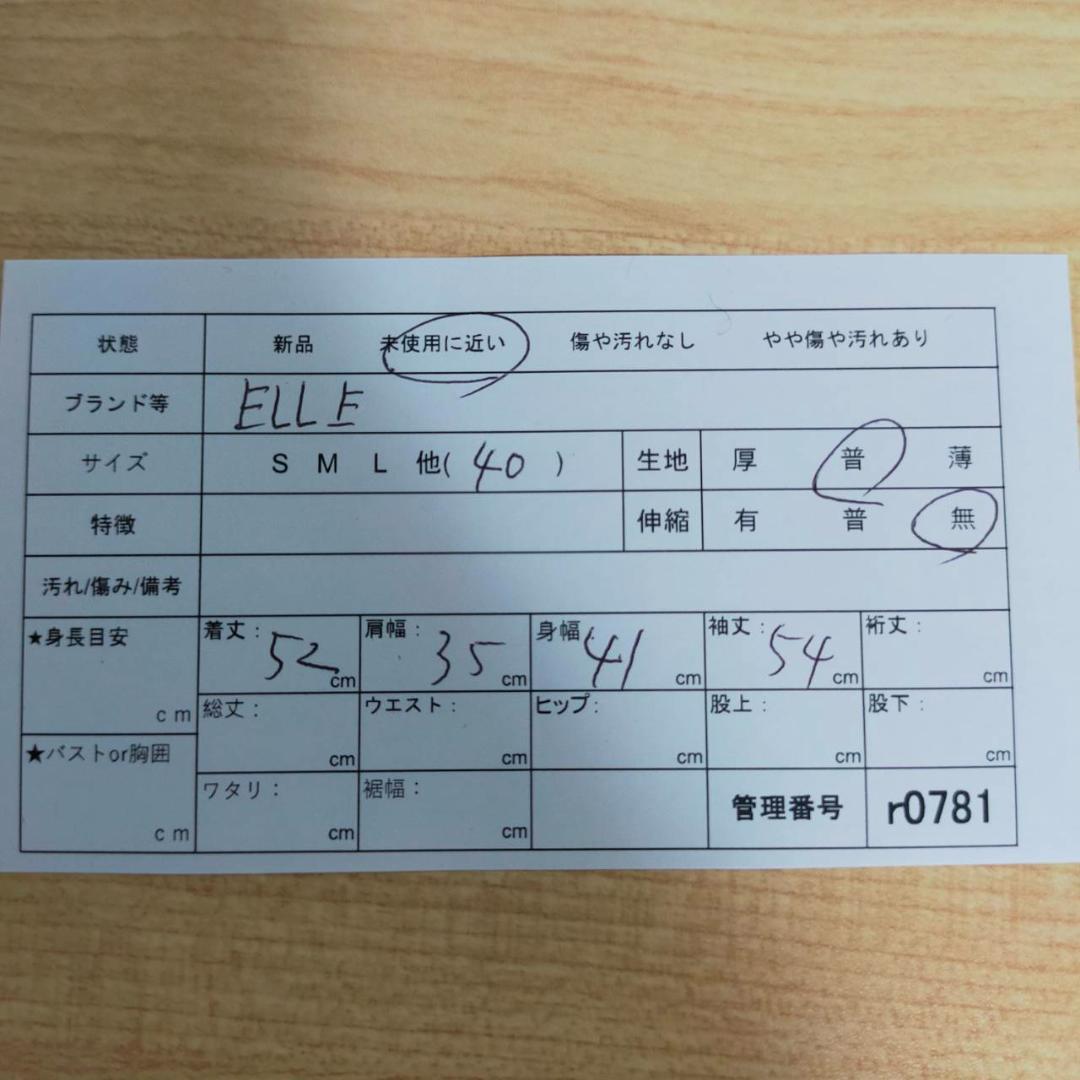 状態 新品 未使用に近い 傷や汚れなし やや傷や汚れあり
ブランド等 ELLE
サイズ S M L 他( 40 ) 生地 厚 普 薄
特徴 伸縮 有 普 無
汚れ/傷み/備考
★身長目安 cm
着丈: 52 cm 肩幅: 35 cm 身幅 41 cm 袖丈: 54 cm 裄丈: cm
総丈: cm ウエスト: cm ヒップ: cm 股上: cm 股下: cm
★バストor胸囲 cm
ワタリ: cm 裾幅: cm 管理番号 r0781